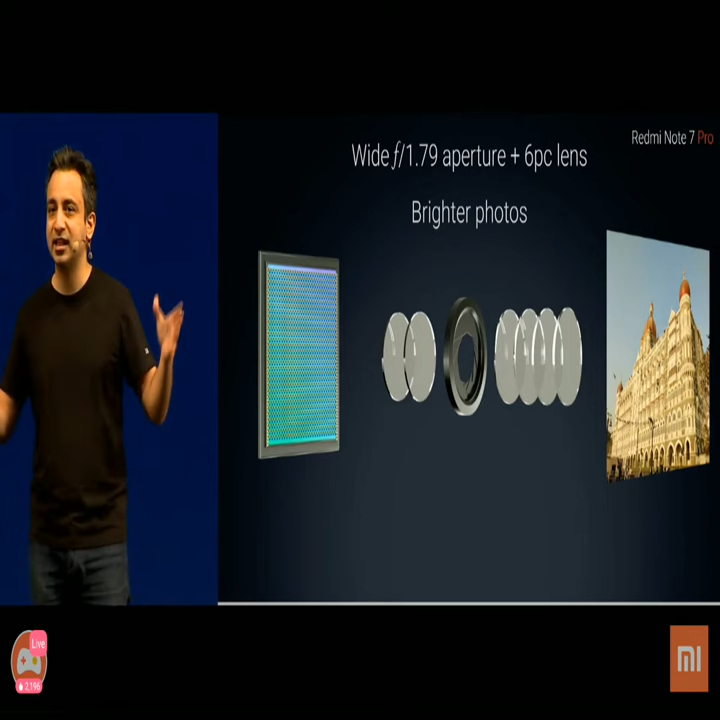 Redmi Note 7 Pro
Wide f/1.79 aperture + 6pc lens
Brighter photos
Live
2,196
mi